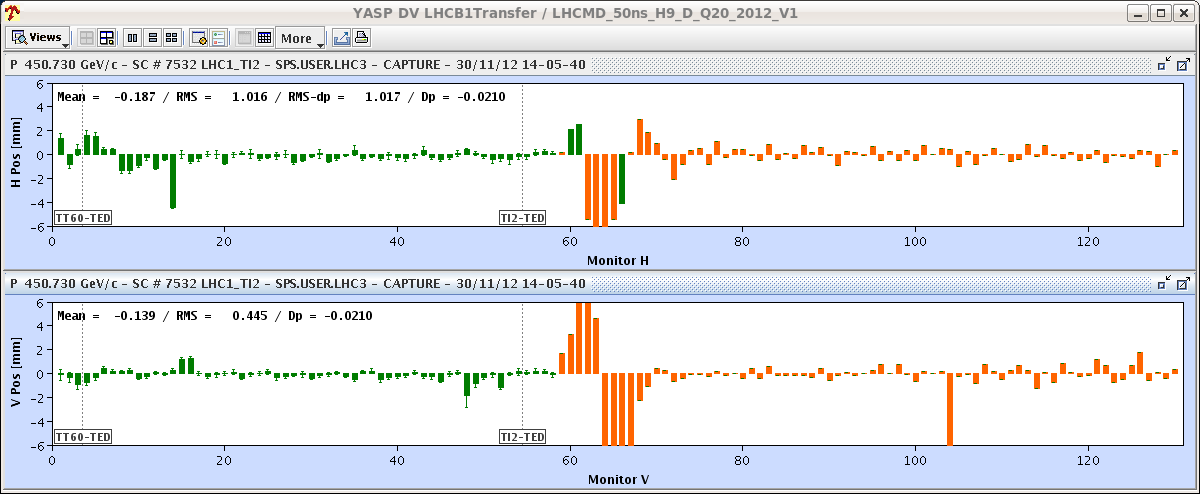 YASP DV LHCB1Transfer / LHCMD_50ns_H9_D_Q20_2012_V1
Views More
P 450.730 GeV/c - SC # 7532 LHC1_TI2 - SPS.USER.LHC3 - CAPTURE - 30/11/12 14-05-40
Mean = -0.187 / RMS = 1.016 / RMS-dp = 1.017 / Dp = -0.0210
H Pos [mm]
6
4
2
0
-2
-4
-6
TT60-TED TI2-TED
0 20 40 60 80 100 120
Monitor H
P 450.730 GeV/c - SC # 7532 LHC1_TI2 - SPS.USER.LHC3 - CAPTURE - 30/11/12 14-05-40
Mean = -0.139 / RMS = 0.445 / Dp = -0.0210
V Pos [mm]
6
4
2
0
-2
-4
-6
TT60-TED TI2-TED
0 20 40 60 80 100 120
Monitor V